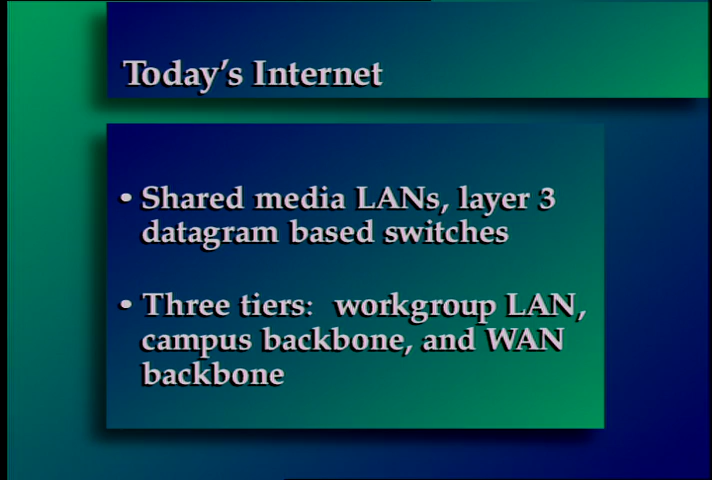 Today's Internet
• Shared media LANs, layer 3
datagram based switches
• Three tiers: workgroup LAN,
campus backbone, and WAN
backbone